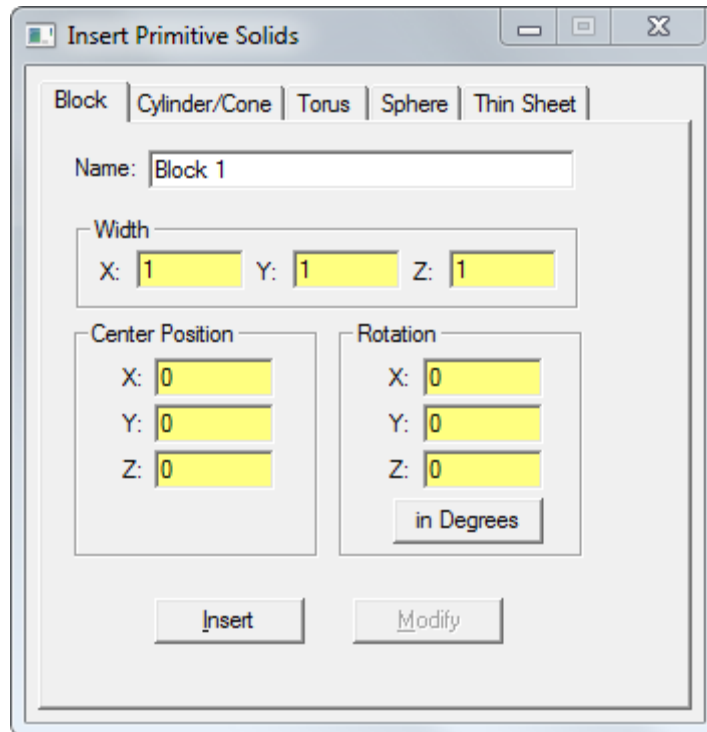 Insert Primitive Solids
Block Cylinder/Cone Torus Sphere Thin Sheet
Name: Block 1
Width
X: 1 Y: 1 Z: 1
Center Position
X: 0
Y: 0
Z: 0
Rotation
X: 0
Y: 0
Z: 0
in Degrees
Insert Modify